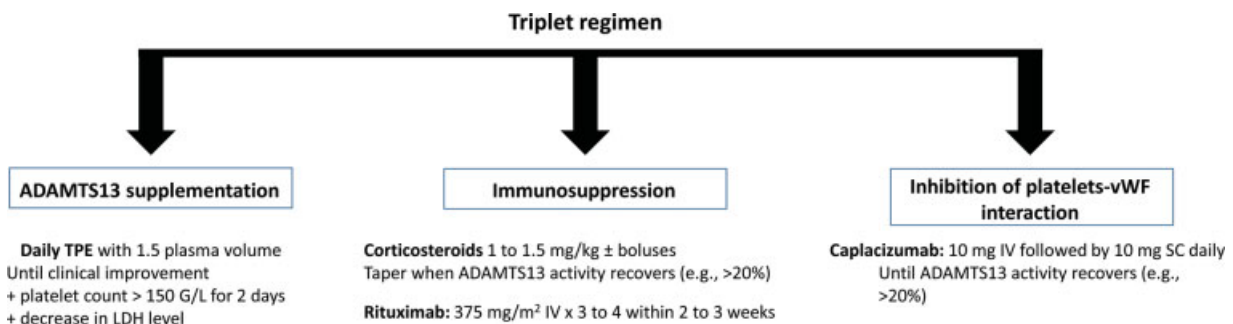 Triplet regimen
ADAMTS13 supplementation
Daily TPE with 1.5 plasma volume
Until clinical improvement
+ platelet count > 150 G/L for 2 days
+ decrease in LDH level
Immunosuppression
Corticosteroids 1 to 1.5 mg/kg ± boluses
Taper when ADAMTS13 activity recovers (e.g., >20%)
Rituximab: 375 mg/m² IV x 3 to 4 within 2 to 3 weeks
Inhibition of platelets-vWF
interaction
Caplacizumab: 10 mg IV followed by 10 mg SC daily
Until ADAMTS13 activity recovers (e.g.,
>20%)